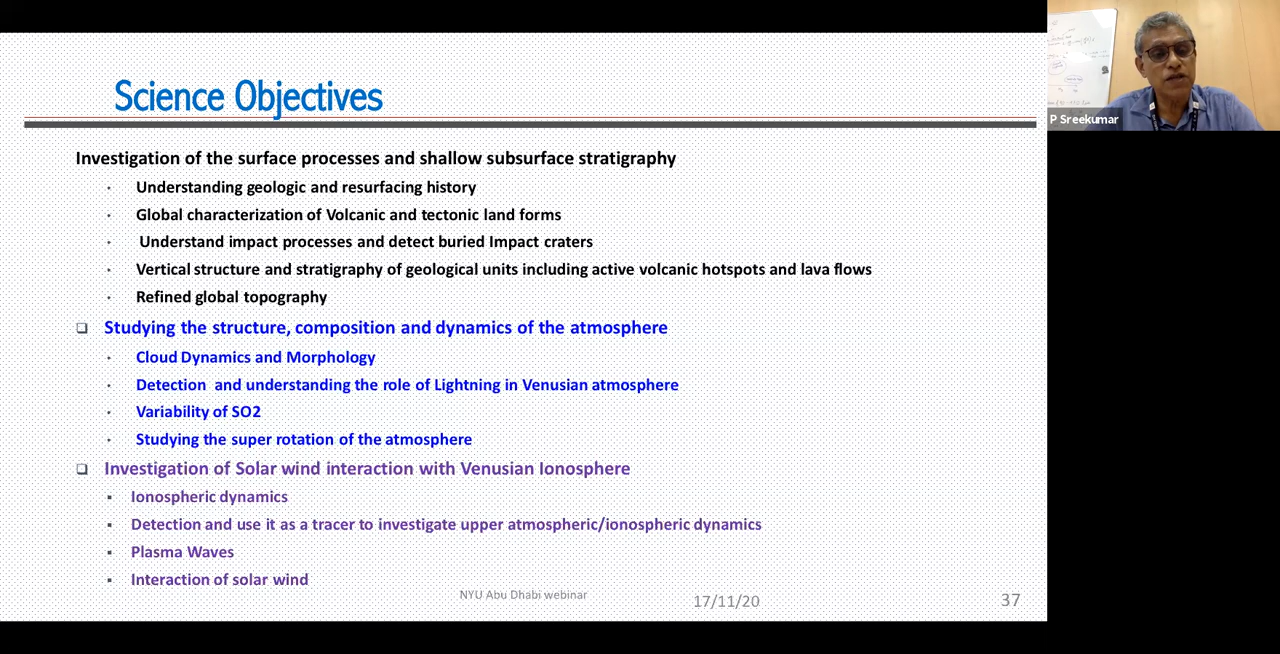 Science Objectives
P Sreekumar
Investigation of the surface processes and shallow subsurface stratigraphy
Understanding geologic and resurfacing history
Global characterization of Volcanic and tectonic land forms
Understand impact processes and detect buried Impact craters
Vertical structure and stratigraphy of geological units including active volcanic hotspots and lava flows
Refined global topography
Studying the structure, composition and dynamics of the atmosphere
Cloud Dynamics and Morphology
Detection and understanding the role of Lightning in Venusian atmosphere
Variability of SO2
Studying the super rotation of the atmosphere
Investigation of Solar wind interaction with Venusian Ionosphere
Ionospheric dynamics
Detection and use it as a tracer to investigate upper atmospheric/ionospheric dynamics
Plasma Waves
Interaction of solar wind
NYU Abu Dhabi webinar
17/11/20
37